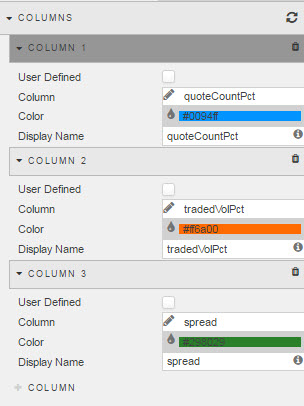 COLUMNS
COLUMN 1
User Defined
Column quoteCountPct
Color #0094ff
Display Name quoteCountPct
COLUMN 2
User Defined
Column tradedVolPct
Color #ff6a00
Display Name tradedVolPct
COLUMN 3
User Defined
Column spread
Color #298029
Display Name spread
COLUMN